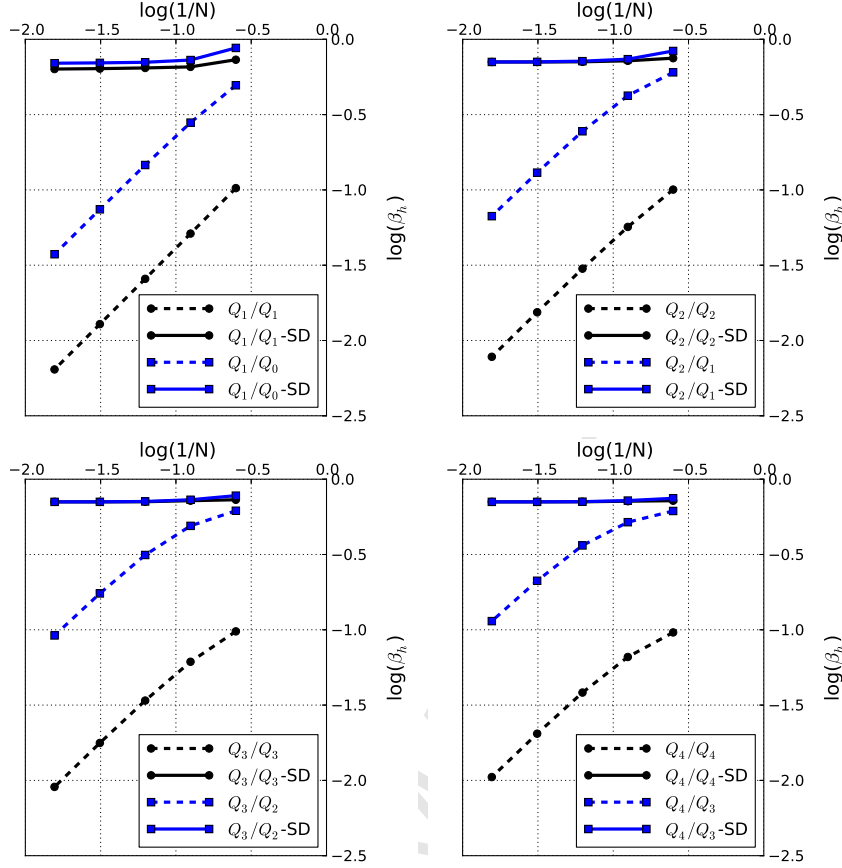 log(1/N)
−2.0 −1.5 −1.0 −0.5 0.0
0.0
−0.5
−1.0
−1.5
−2.0
−2.5
log(β_h)
Q_1/Q_1
Q_1/Q_1-SD
Q_1/Q_0
Q_1/Q_0-SD
log(1/N)
−2.0 −1.5 −1.0 −0.5 0.0
0.0
−0.5
−1.0
−1.5
−2.0
−2.5
log(β_h)
Q_2/Q_2
Q_2/Q_2-SD
Q_2/Q_1
Q_2/Q_1-SD
log(1/N)
−2.0 −1.5 −1.0 −0.5 0.0
0.0
−0.5
−1.0
−1.5
−2.0
−2.5
log(β_h)
Q_3/Q_3
Q_3/Q_3-SD
Q_3/Q_2
Q_3/Q_2-SD
log(1/N)
−2.0 −1.5 −1.0 −0.5 0.0
0.0
−0.5
−1.0
−1.5
−2.0
−2.5
log(β_h)
Q_4/Q_4
Q_4/Q_4-SD
Q_4/Q_3
Q_4/Q_3-SD